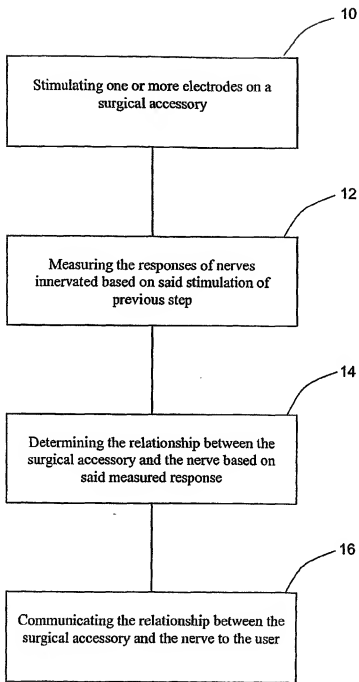 10
Stimulating one or more electrodes on a
surgical accessory
12
Measuring the responses of nerves
innervated based on said stimulation of
previous step
14
Determining the relationship between the
surgical accessory and the nerve based on
said measured response
16
Communicating the relationship between the
surgical accessory and the nerve to the user